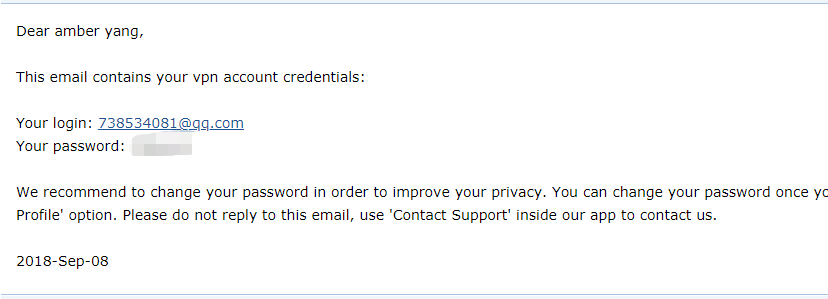 Dear amber yang,
This email contains your vpn account credentials:
Your login: 738534081@qq.com
Your password:
We recommend to change your password in order to improve your privacy. You can change your password once
Profile' option. Please do not reply to this email, use 'Contact Support' inside our app to contact us.
2018-Sep-08